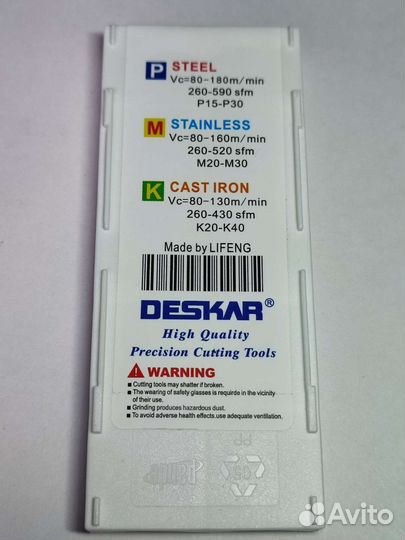 P STEEL
Vc=80-180m/min
260-590 sfm
P15-P30
M STAINLESS
Vc=80-160m/min
260-520 sfm
M20-M30
K CAST IRON
Vc=80-130m/min
260-430 sfm
K20-K40
Made by LIFENG
DESKAR®
High Quality
Precision Cutting Tools
WARNING
■ Cutting tools may shatter if broken.
■ The wearing of safety glasses is requirde in the vicinity
of their use.
■ Grinding produces hazardous dust.
■ To avoid adverse health effects.use adequate ventilation.
PP
05
Avito